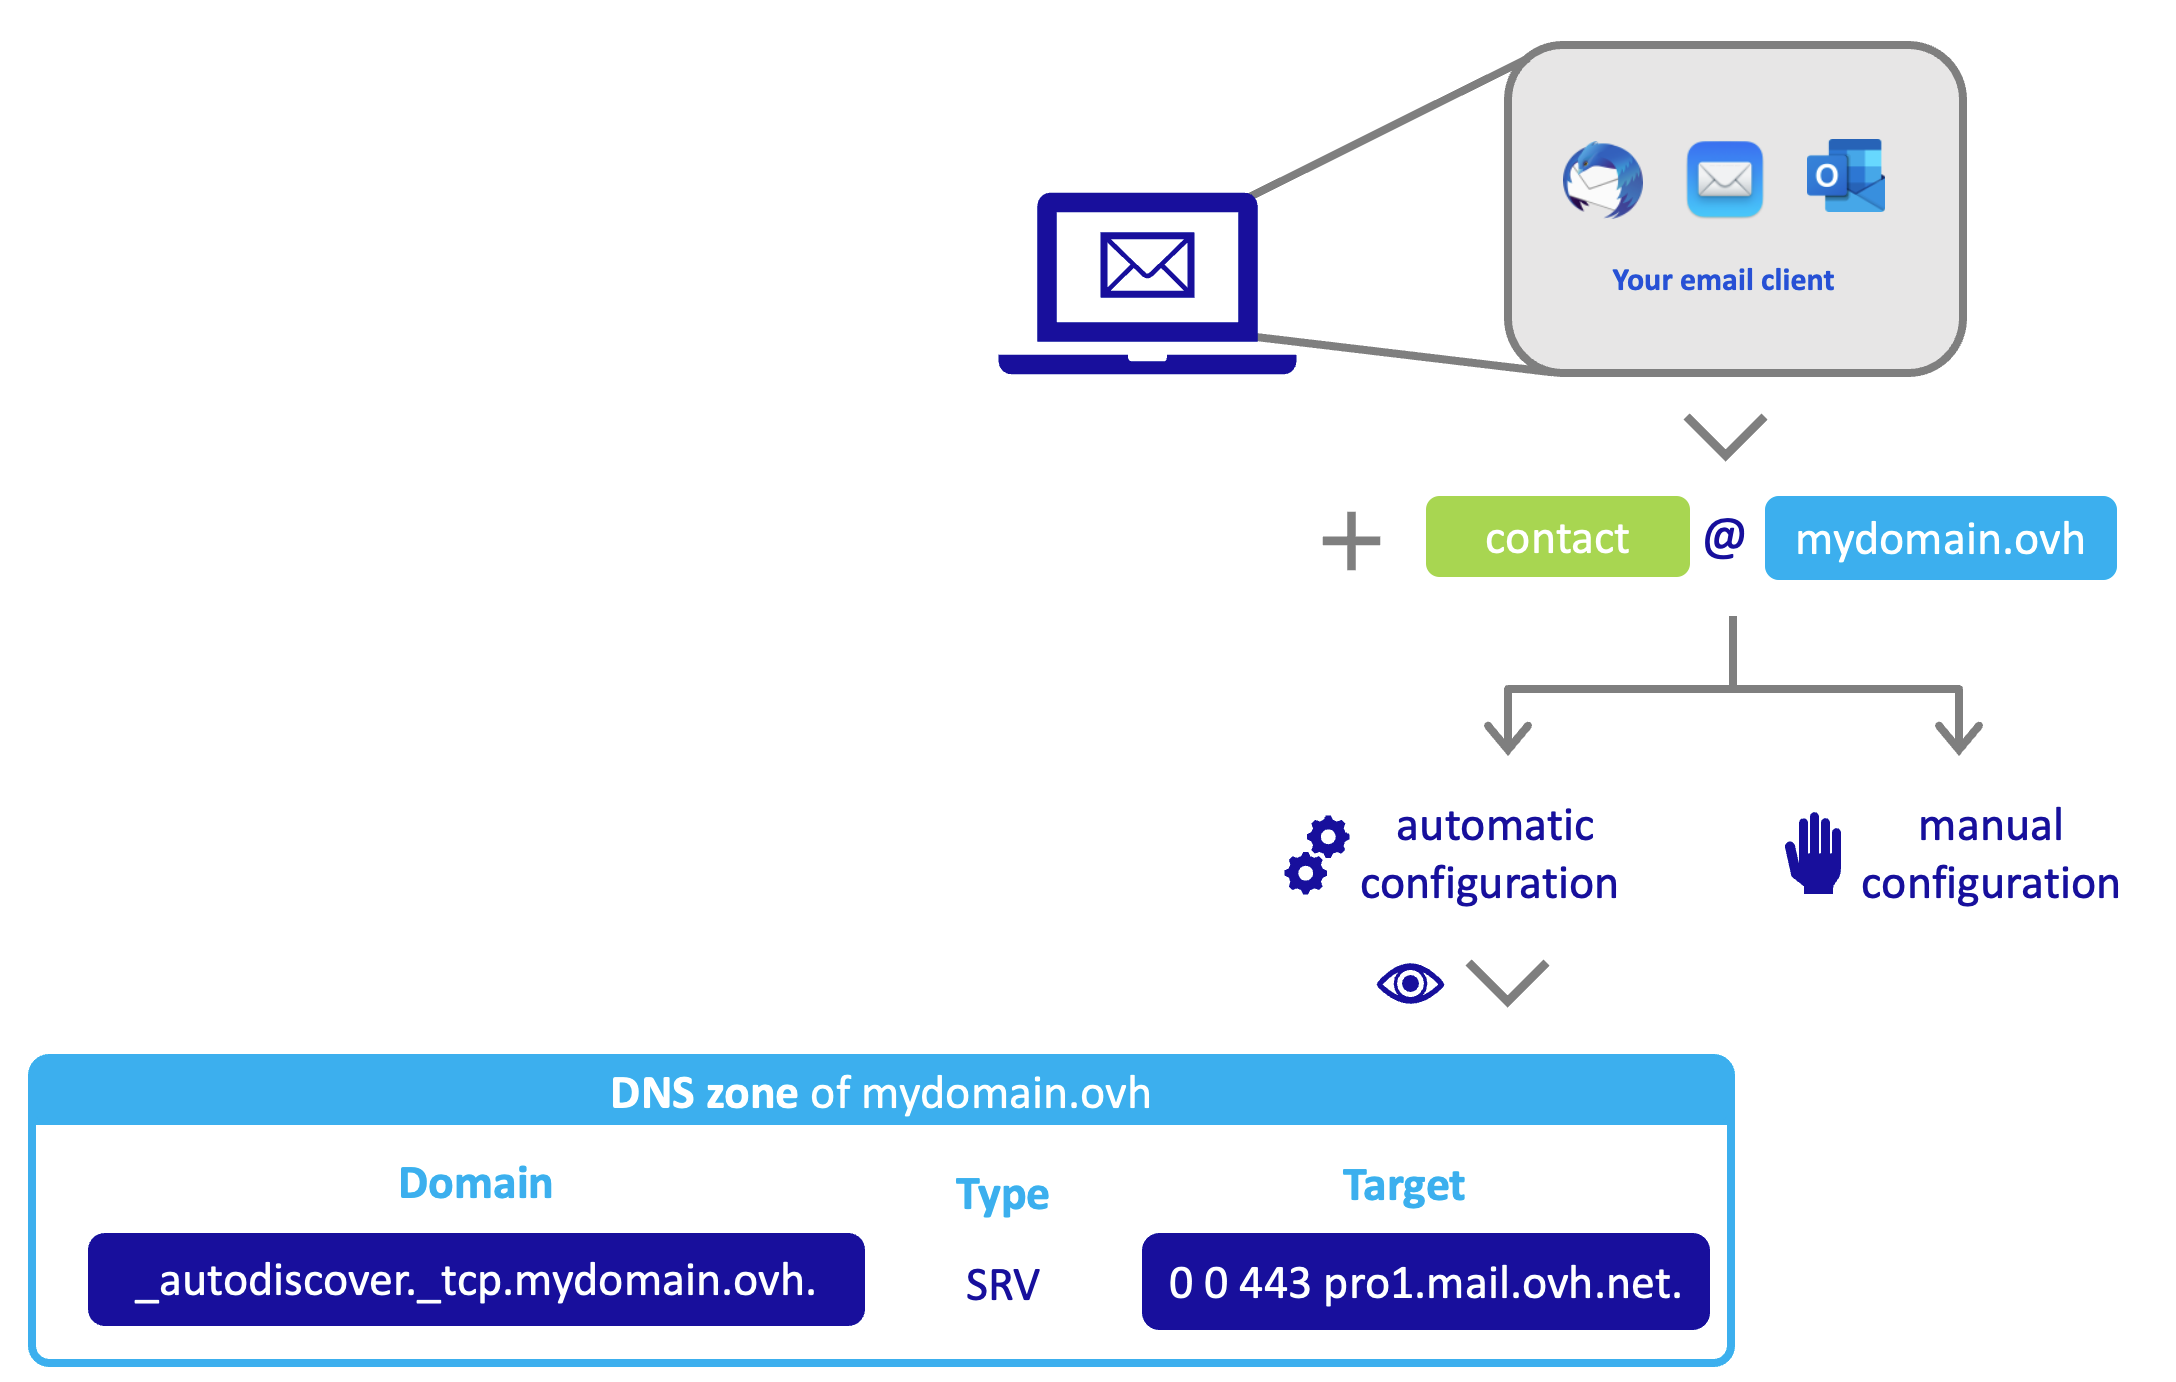 O
Your email client
contact @ mydomain.ovh
automatic
configuration
manual
configuration
DNS zone of mydomain.ovh
Domain Type Target
_autodiscover._tcp.mydomain.ovh. SRV 0 0 443 pro1.mail.ovh.net.